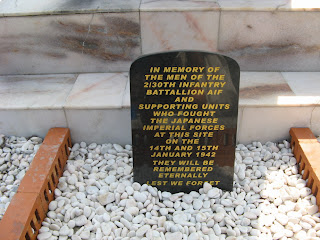 IN MEMORY OF
THE MEN OF THE
2/30TH INFANTRY
BATTALLION AIF
AND
SUPPORTING UNITS
WHO FOUGHT
THE JAPANESE
IMPERIAL FORCES
AT THIS SITE
ON THE
14TH AND 15TH
JANUARY 1942
THEY WILL BE
REMEMBERED
ETERNALLY
LEST WE FORGET